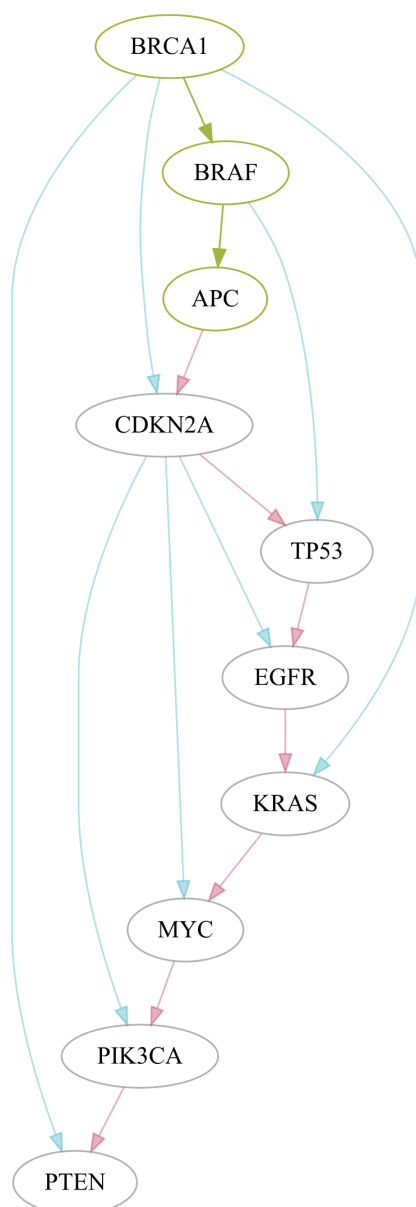 BRCA1
BRAF
APC
CDKN2A
TP53
EGFR
KRAS
MYC
PIK3CA
PTEN